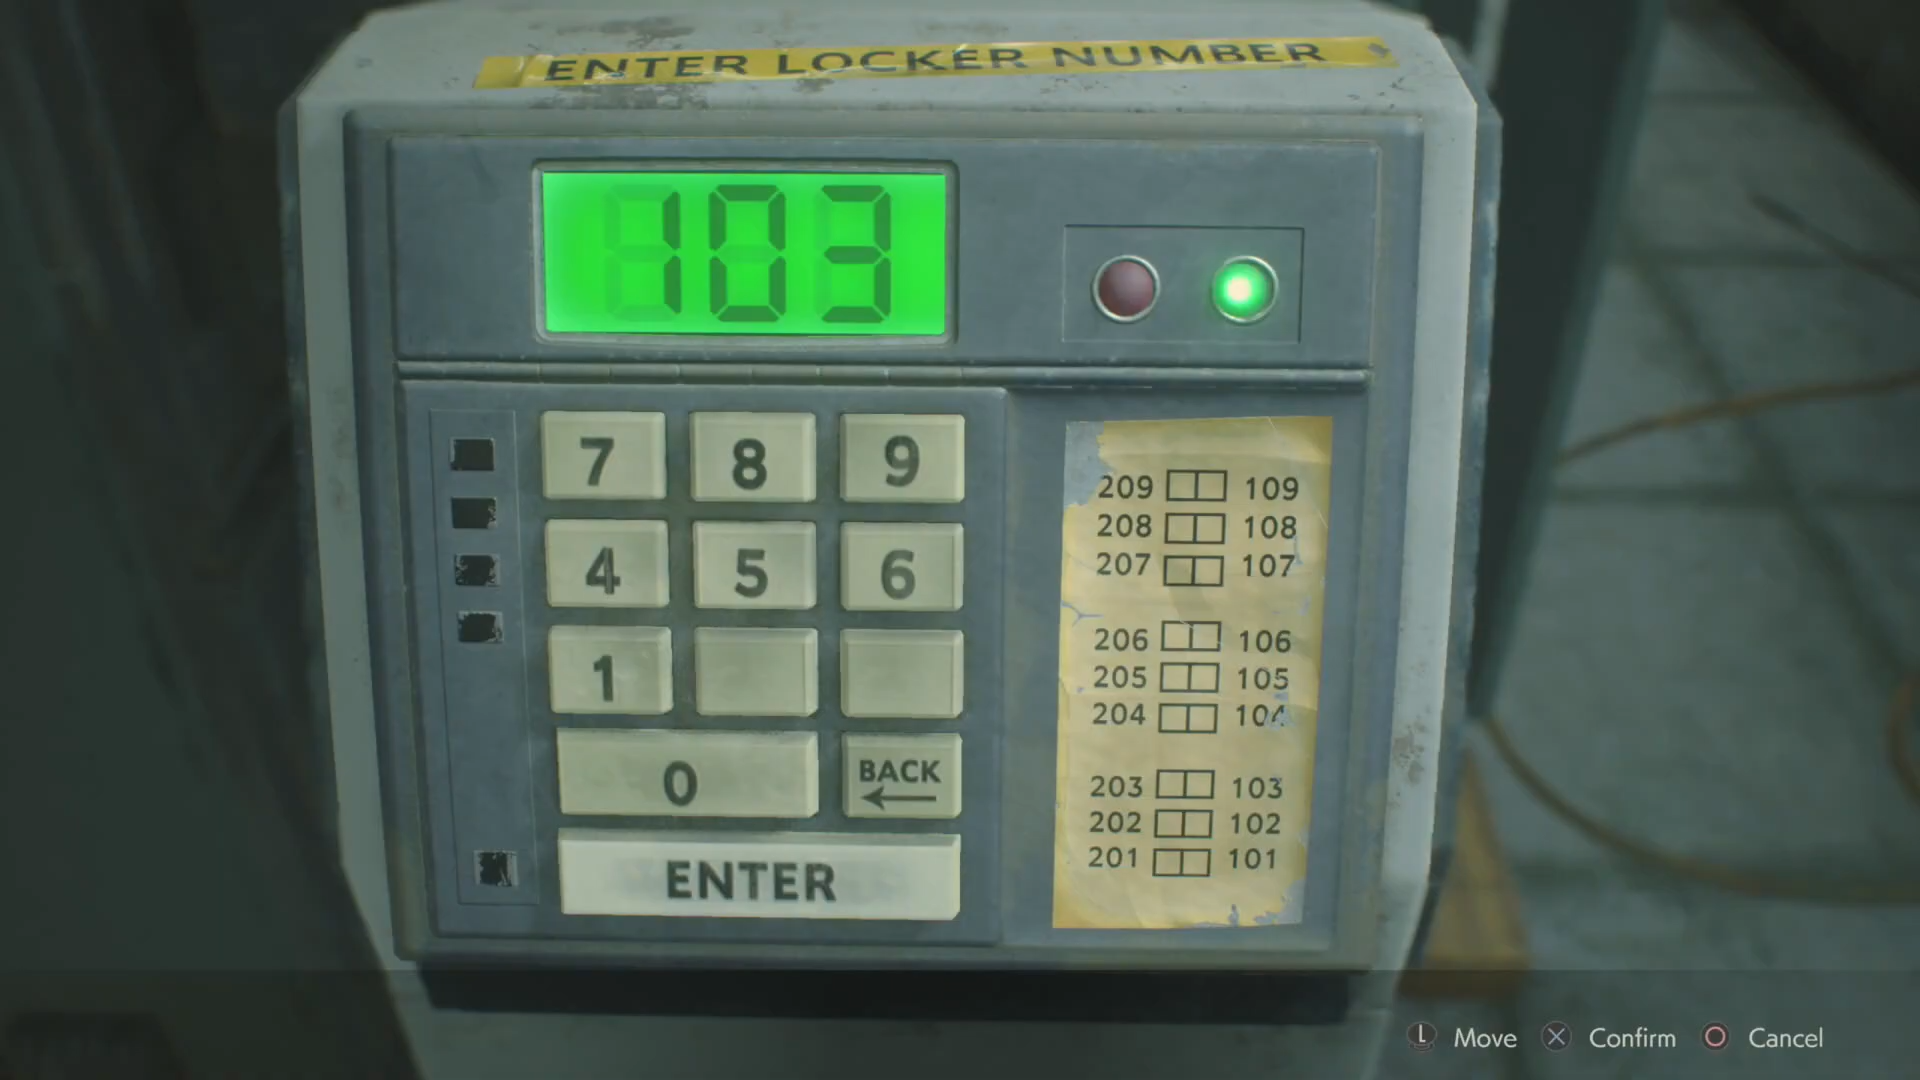 ENTER LOCKER NUMBER
103
7 8 9
4 5 6
1
0 BACK
ENTER
209 109
208 108
207 107
206 106
205 105
204 104
203 103
202 102
201 101
L Move Confirm Cancel